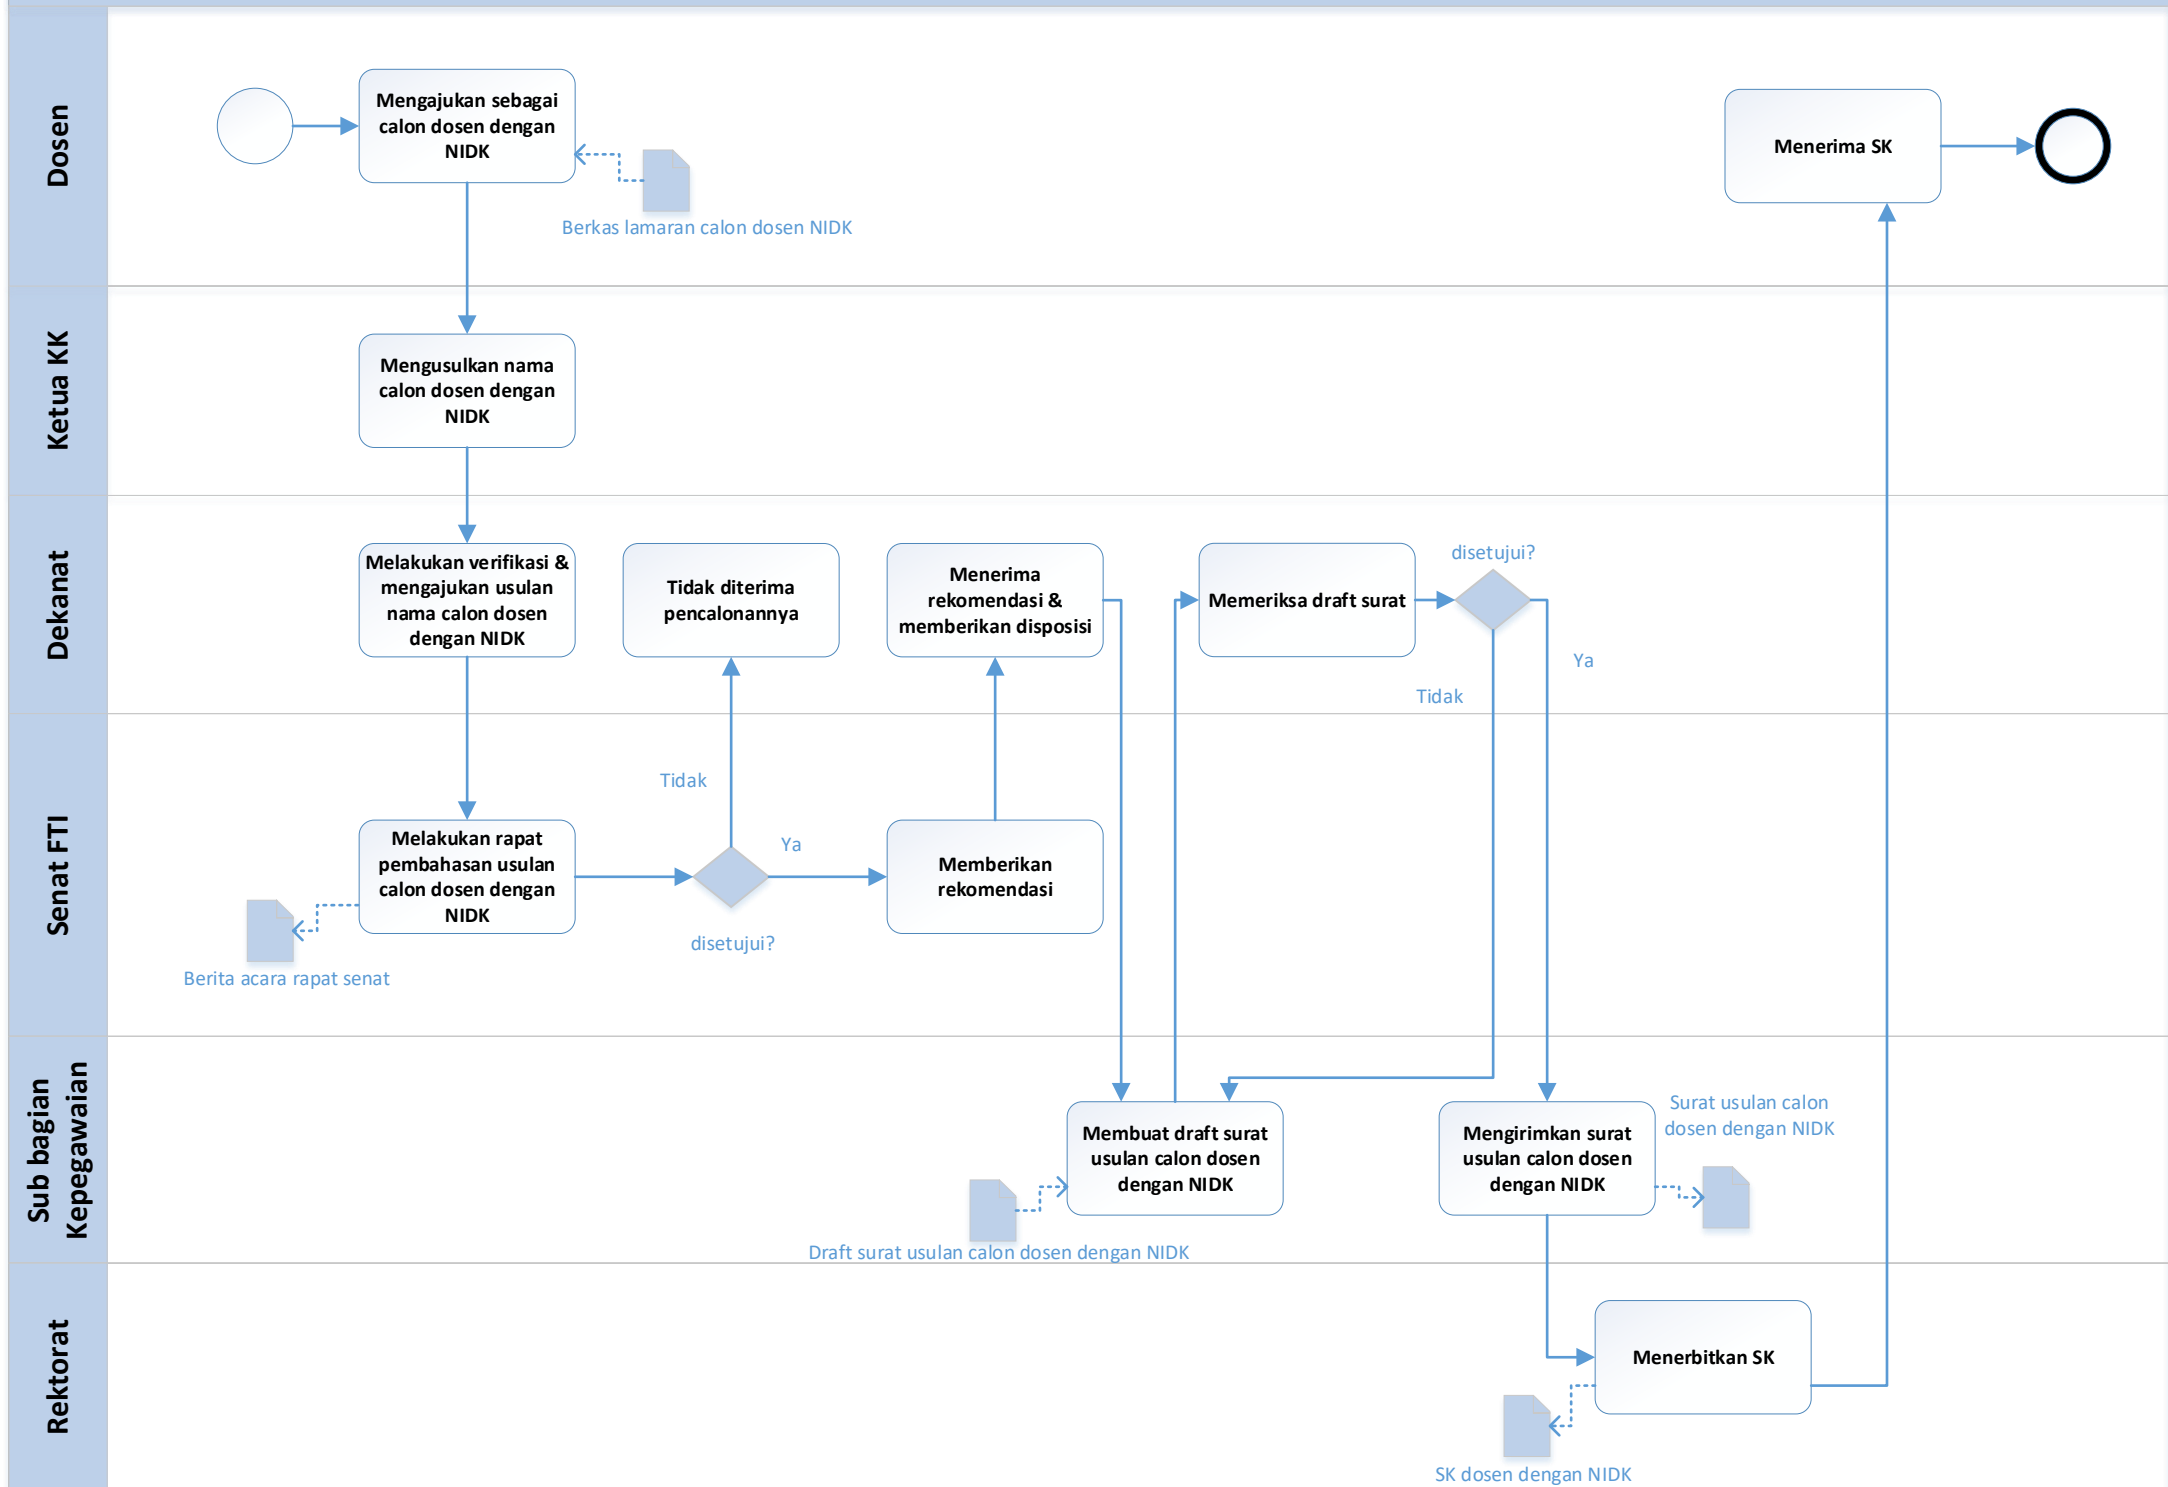 Dosen
Mengajukan sebagai
calon dosen dengan
NIDK
Berkas lamaran calon dosen NIDK
Menerima SK
Ketua KK
Mengusulkan nama
calon dosen dengan
NIDK
Dekanat
Melakukan verifikasi &
mengajukan usulan
nama calon dosen
dengan NIDK
Tidak diterima
pencalonannya
Menerima
rekomendasi &
memberikan disposisi
Memeriksa draft surat
disetujui?
Ya
Tidak
Senat FTI
Melakukan rapat
pembahasan usulan
calon dosen dengan
NIDK
Berita acara rapat senat
Tidak
Ya
disetujui?
Memberikan
rekomendasi
Sub bagian
Kepegawaian
Membuat draft surat
usulan calon dosen
dengan NIDK
Draft surat usulan calon dosen dengan NIDK
Mengirimkan surat
usulan calon dosen
dengan NIDK
Surat usulan calon
dosen dengan NIDK
Rektorat
Menerbitkan SK
SK dosen dengan NIDK